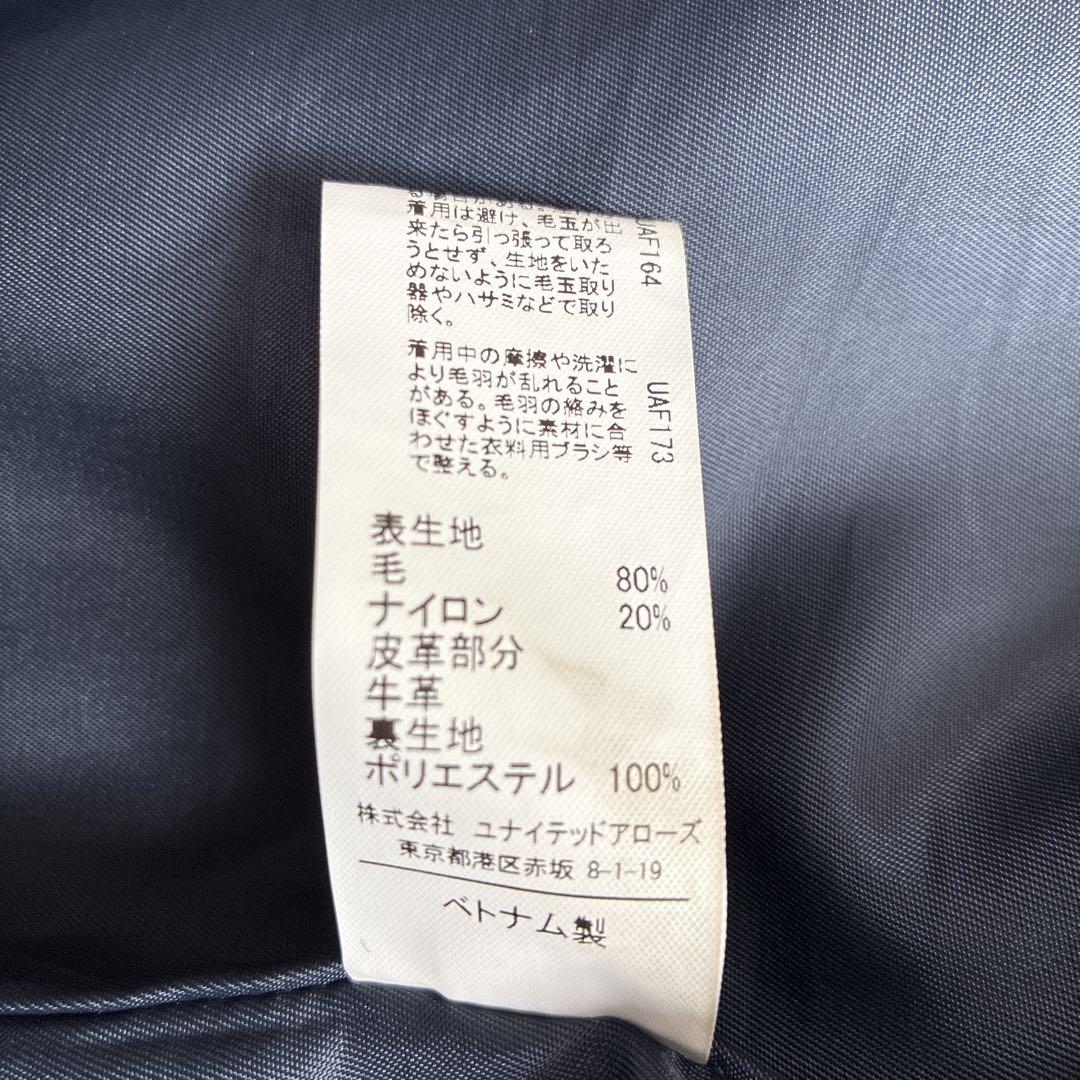 着用は避け、毛玉が出
来たら引っ張って取ろ
うとせず、生地をいた
めないように毛玉取り
器やハサミなどで取り
除く。
UAF164
着用中の摩擦や洗濯に
より毛羽が乱れること
がある。毛羽の絡みを
ほぐすように素材に合
わせた衣料用ブラシ等
で整える。
UAF173
表生地
毛 80%
ナイロン 20%
皮革部分
牛革
裏生地
ポリエステル 100%
株式会社 ユナイテッドアローズ
東京都港区赤坂 8-1-19
ベトナム製